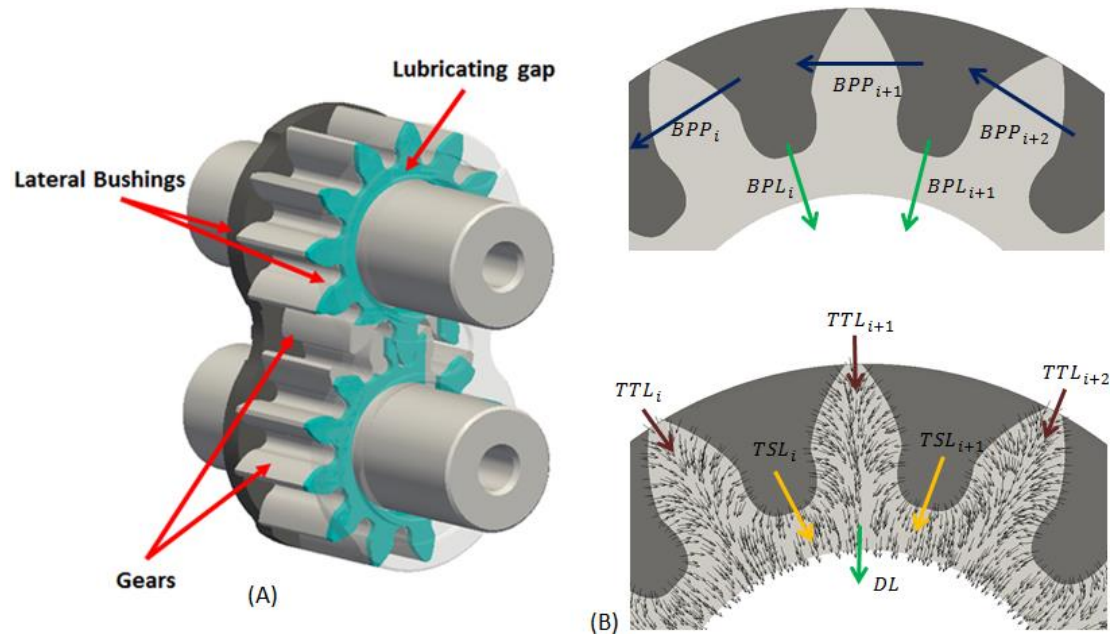 Lubricating gap
Lateral Bushings
Gears
(A)
BPP_i
BPP_{i+1}
BPP_{i+2}
BPL_i
BPL_{i+1}
TTL_{i+1}
TTL_i
TTL_{i+2}
TSL_i
TSL_{i+1}
DL
(B)